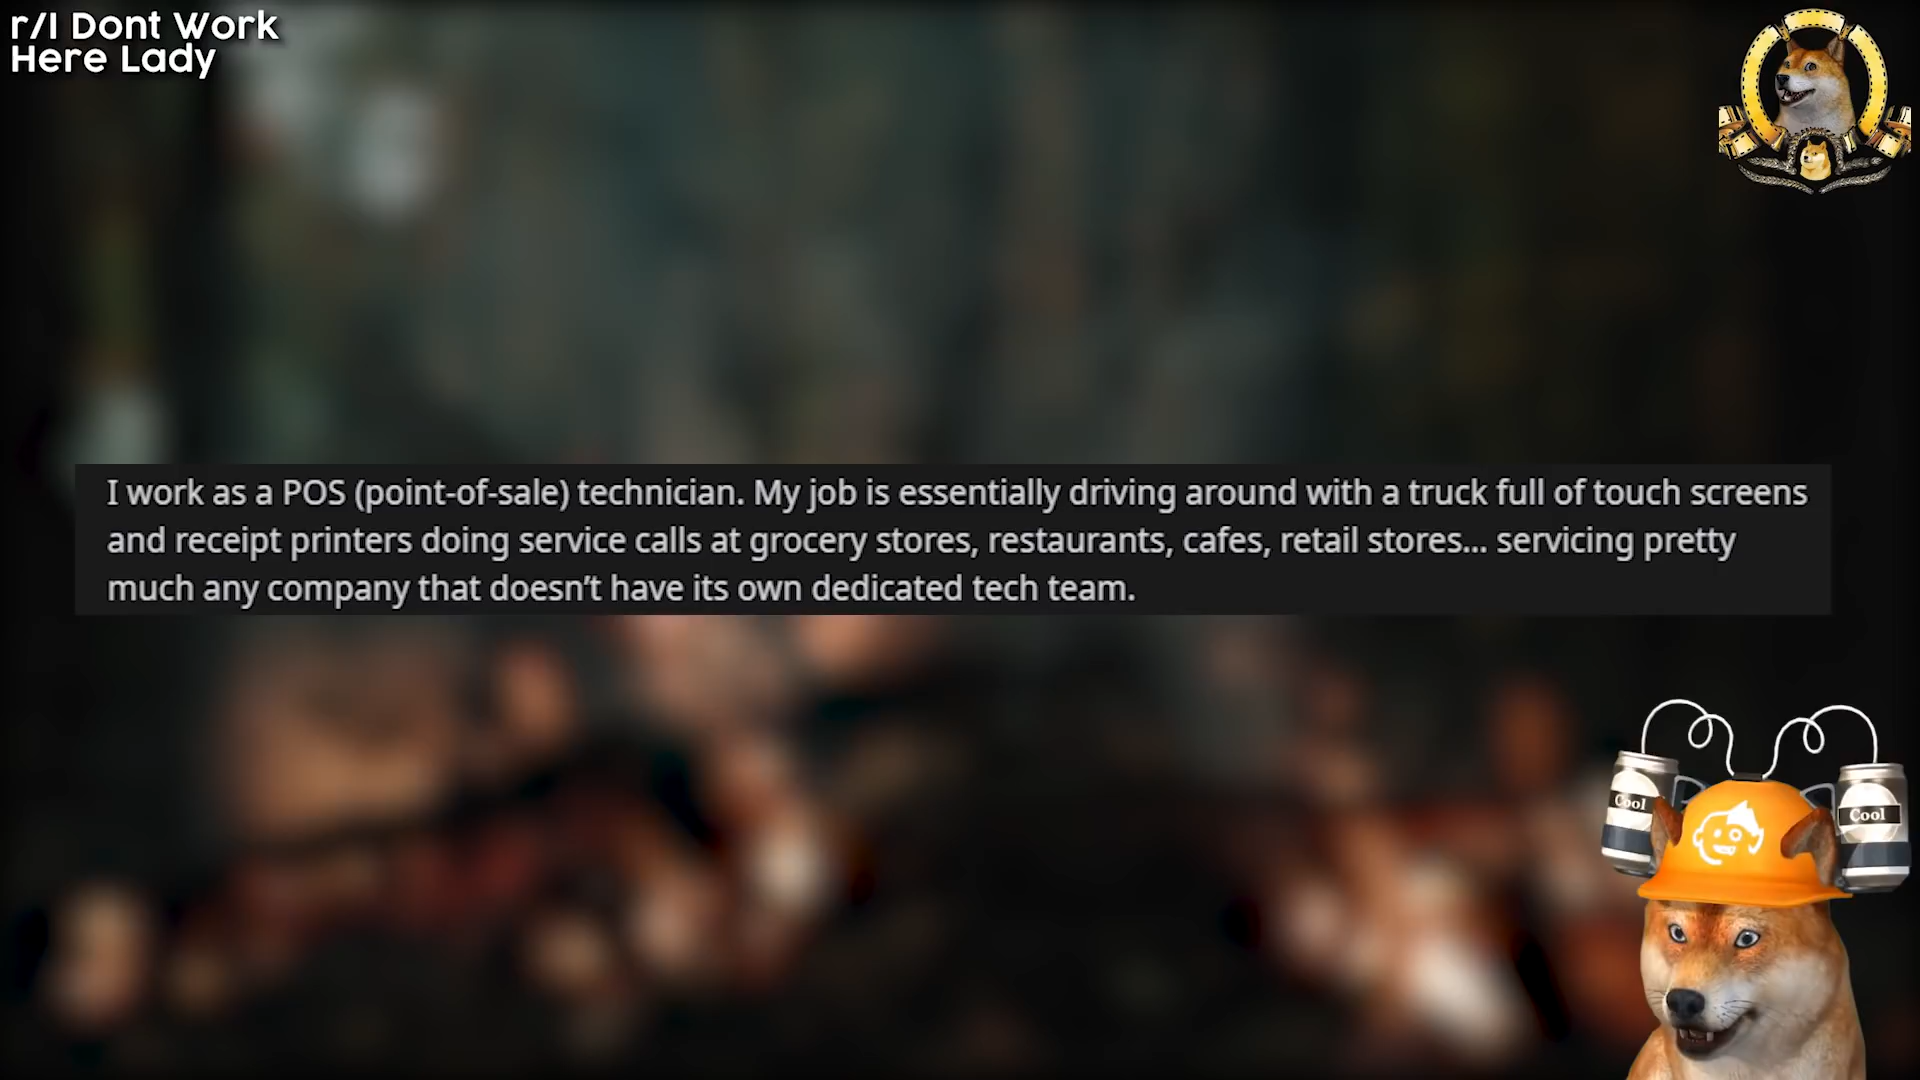 r/I Dont Work
Here Lady
I work as a POS (point-of-sale) technician. My job is essentially driving around with a truck full of touch screens
and receipt printers doing service calls at grocery stores, restaurants, cafes, retail stores... servicing pretty
much any company that doesn’t have its own dedicated tech team.
Cool
Cool